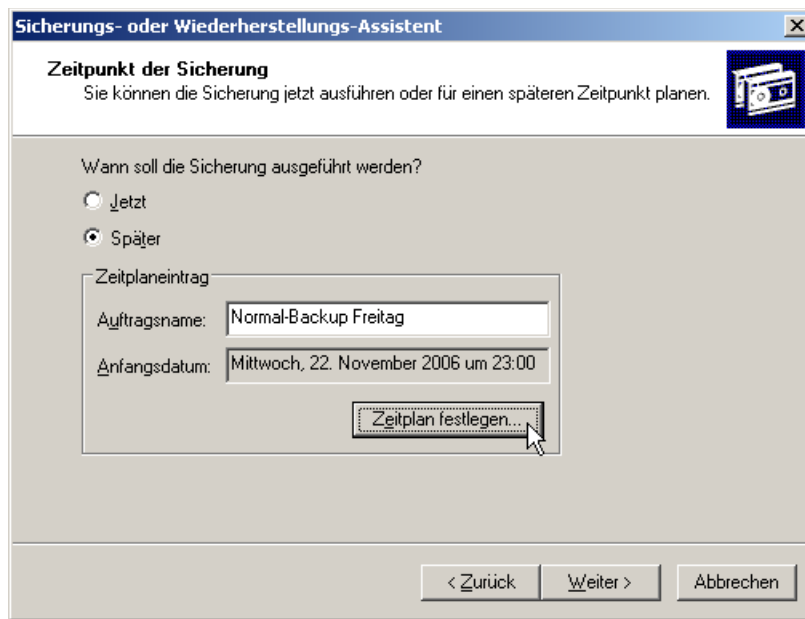 Sicherungs- oder Wiederherstellungs-Assistent
Zeitpunkt der Sicherung
Sie können die Sicherung jetzt ausführen oder für einen späteren Zeitpunkt planen.
Wann soll die Sicherung ausgeführt werden?
Jetzt
Später
Zeitplaneintrag
Auftragsname: Normal-Backup Freitag
Anfangsdatum: Mittwoch, 22. November 2006 um 23:00
Zeitplan festlegen...
< Zurück Weiter > Abbrechen